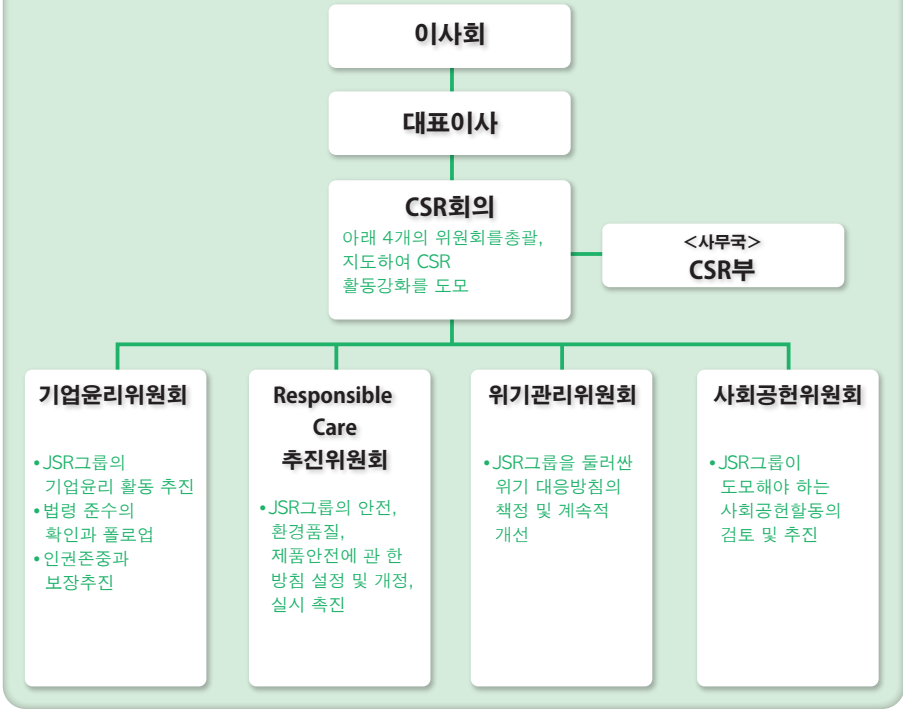 이사회
대표이사
CSR회의
아래 4개의 위원회를총괄,
지도하여 CSR
활동강화를 도모
<사무국>
CSR부
기업윤리위원회
•JSR그룹의
기업윤리 활동 추진
•법령 준수의
확인과 폴로업
•인권존중과
보장추진
Responsible
Care
추진위원회
•JSR그룹의 안전,
환경품질,
제품안전에 관 한
방침 설정 및 개정,
실시 촉진
위기관리위원회
•JSR그룹을 둘러싼
위기 대응방침의
책정 및 계속적
개선
사회공헌위원회
•JSR그룹이
도모해야 하는
사회공헌할동의
검토 및 추진